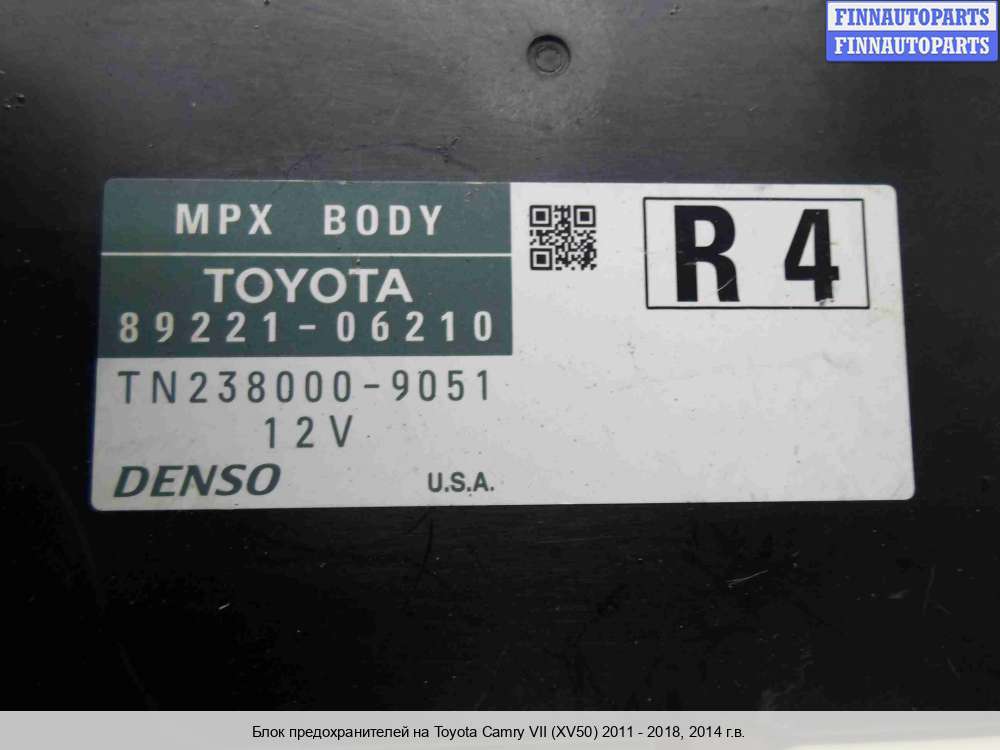 FINNAUTOPARTS
FINNAUTOPARTS
MPX BODY
R 4
TOYOTA
89221-06210
TN238000-9051
12V
DENSO
U.S.A.
Блок предохранителей на Toyota Camry VII (XV50) 2011 - 2018, 2014 г.в.